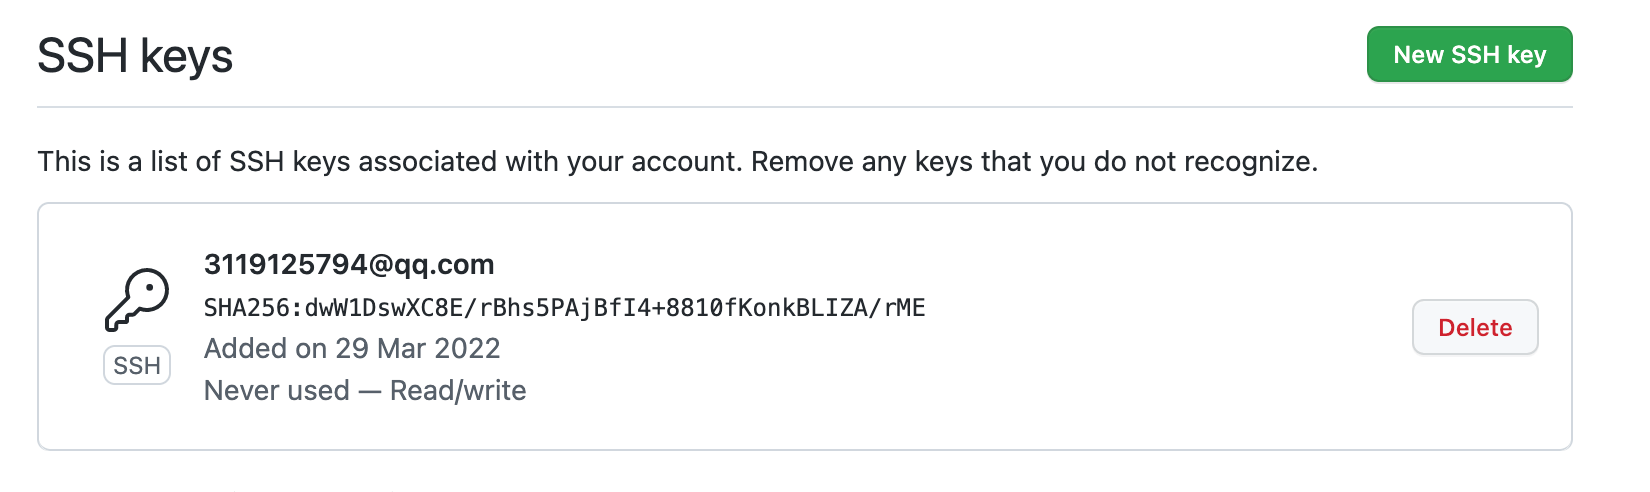 SSH keys
New SSH key
This is a list of SSH keys associated with your account. Remove any keys that you do not recognize.
3119125794@qq.com
SHA256:dwW1DswXC8E/rBhs5PAjBfI4+8810fKonkBLIZA/rME
Added on 29 Mar 2022
Never used — Read/write
SSH
Delete